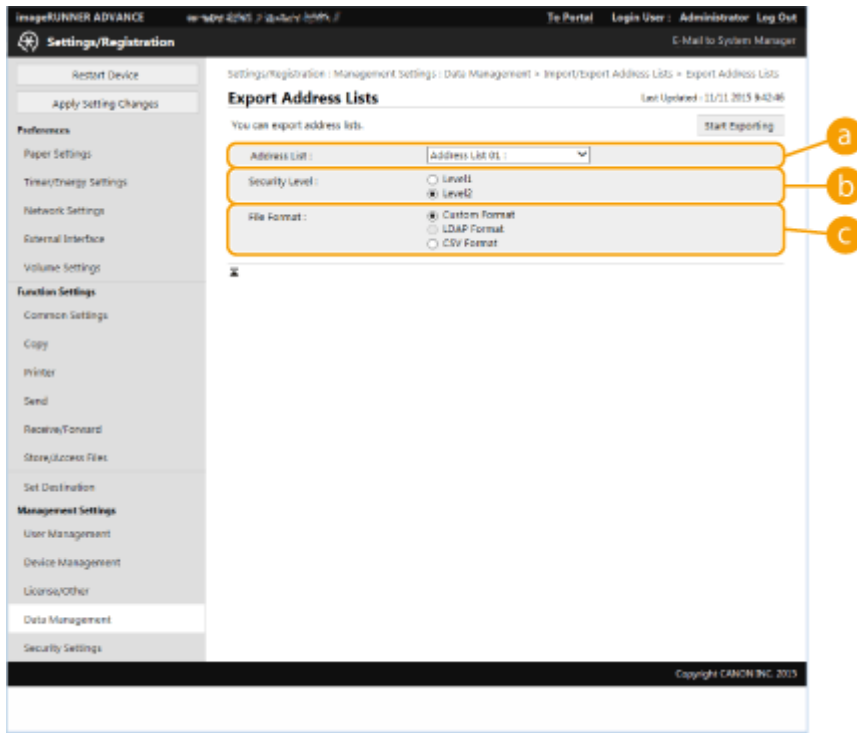 imageRUNNER ADVANCE
To Portal Login User : Administrator Log Out
Settings/Registration
E-Mail to System Manager
Restart Device
Apply Setting Changes
Preferences
Paper Settings
Timer/Energy Settings
Network Settings
External Interface
Volume Settings
Function Settings
Common Settings
Copy
Printer
Send
Receive/Forward
Store/Access Files
Set Destination
Management Settings
User Management
Device Management
License/Other
Data Management
Security Settings
Settings/Registration : Management Settings : Data Management > Import/Export Address Lists > Export Address Lists
Export Address Lists
Last Updated : 11/11 2015 9:42:46
You can export address lists.
Start Exporting
Address List :
Address List 01 :
a
Security Level :
Level1
Level2
b
File Format :
Custom Format
LDAP Format
CSV Format
c
Copyright CANON INC. 2015